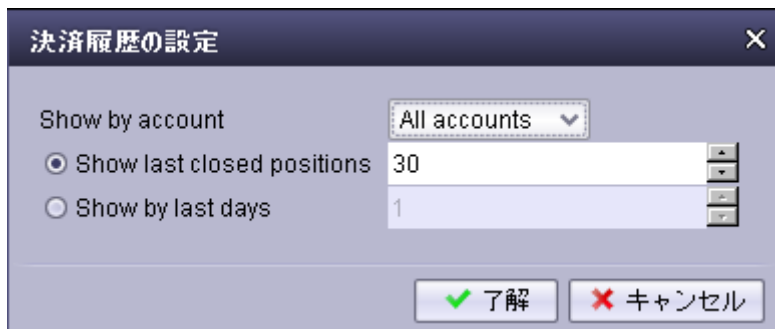 決済履歴の設定
Show by account All accounts
Show last closed positions 30
Show by last days 1
了解 キャンセル